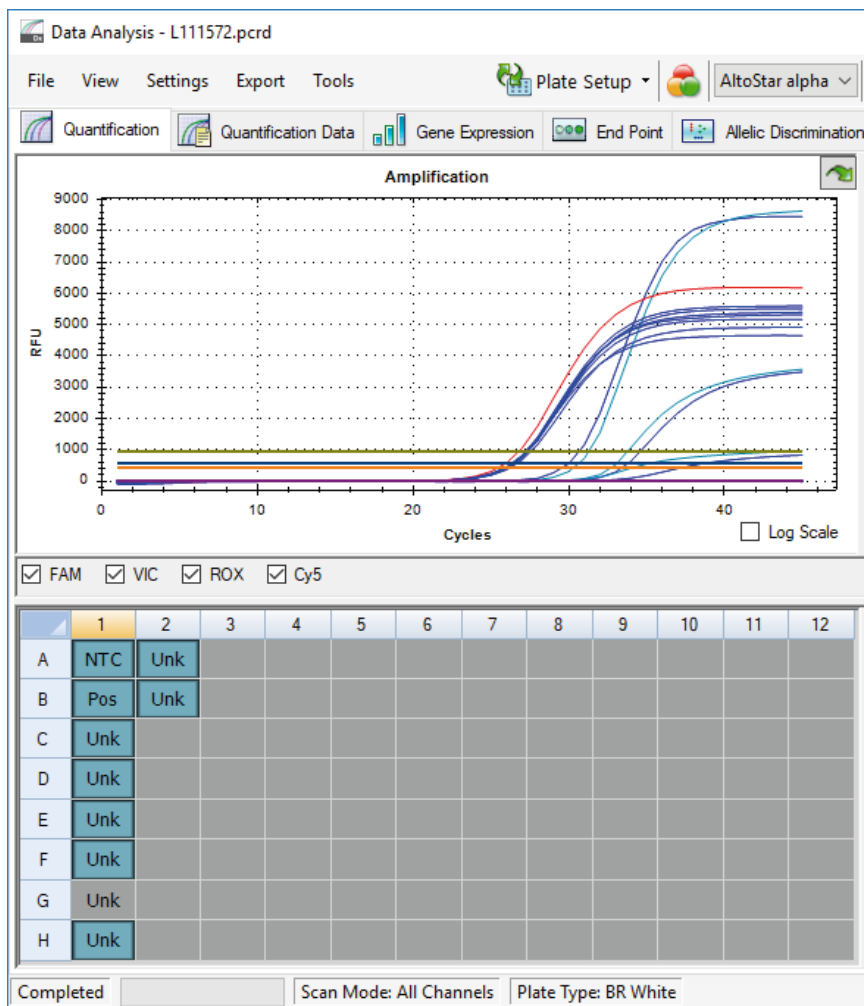 Data Analysis - L111572.pcrd
File View Settings Export Tools Plate Setup AltoStar alpha
Quantification Quantification Data Gene Expression End Point Allelic Discrimination
Amplification
9000
8000
7000
6000
5000
4000
3000
2000
1000
0
RFU
0 10 20 30 40
Cycles
Log Scale
FAM VIC ROX Cy5
1 2 3 4 5 6 7 8 9 10 11 12
A NTC Unk
B Pos Unk
C Unk
D Unk
E Unk
F Unk
G Unk
H Unk
Completed Scan Mode: All Channels Plate Type: BR White